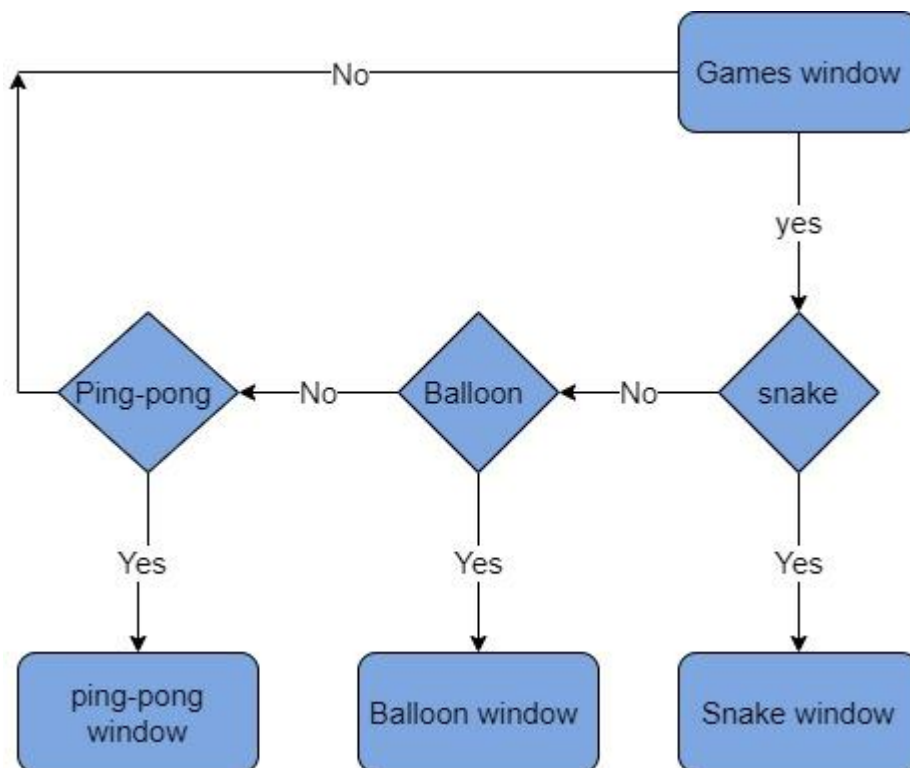 No
Games window
yes
Ping-pong
No
Balloon
No
snake
Yes
Yes
Yes
ping-pong
window
Balloon window
Snake window